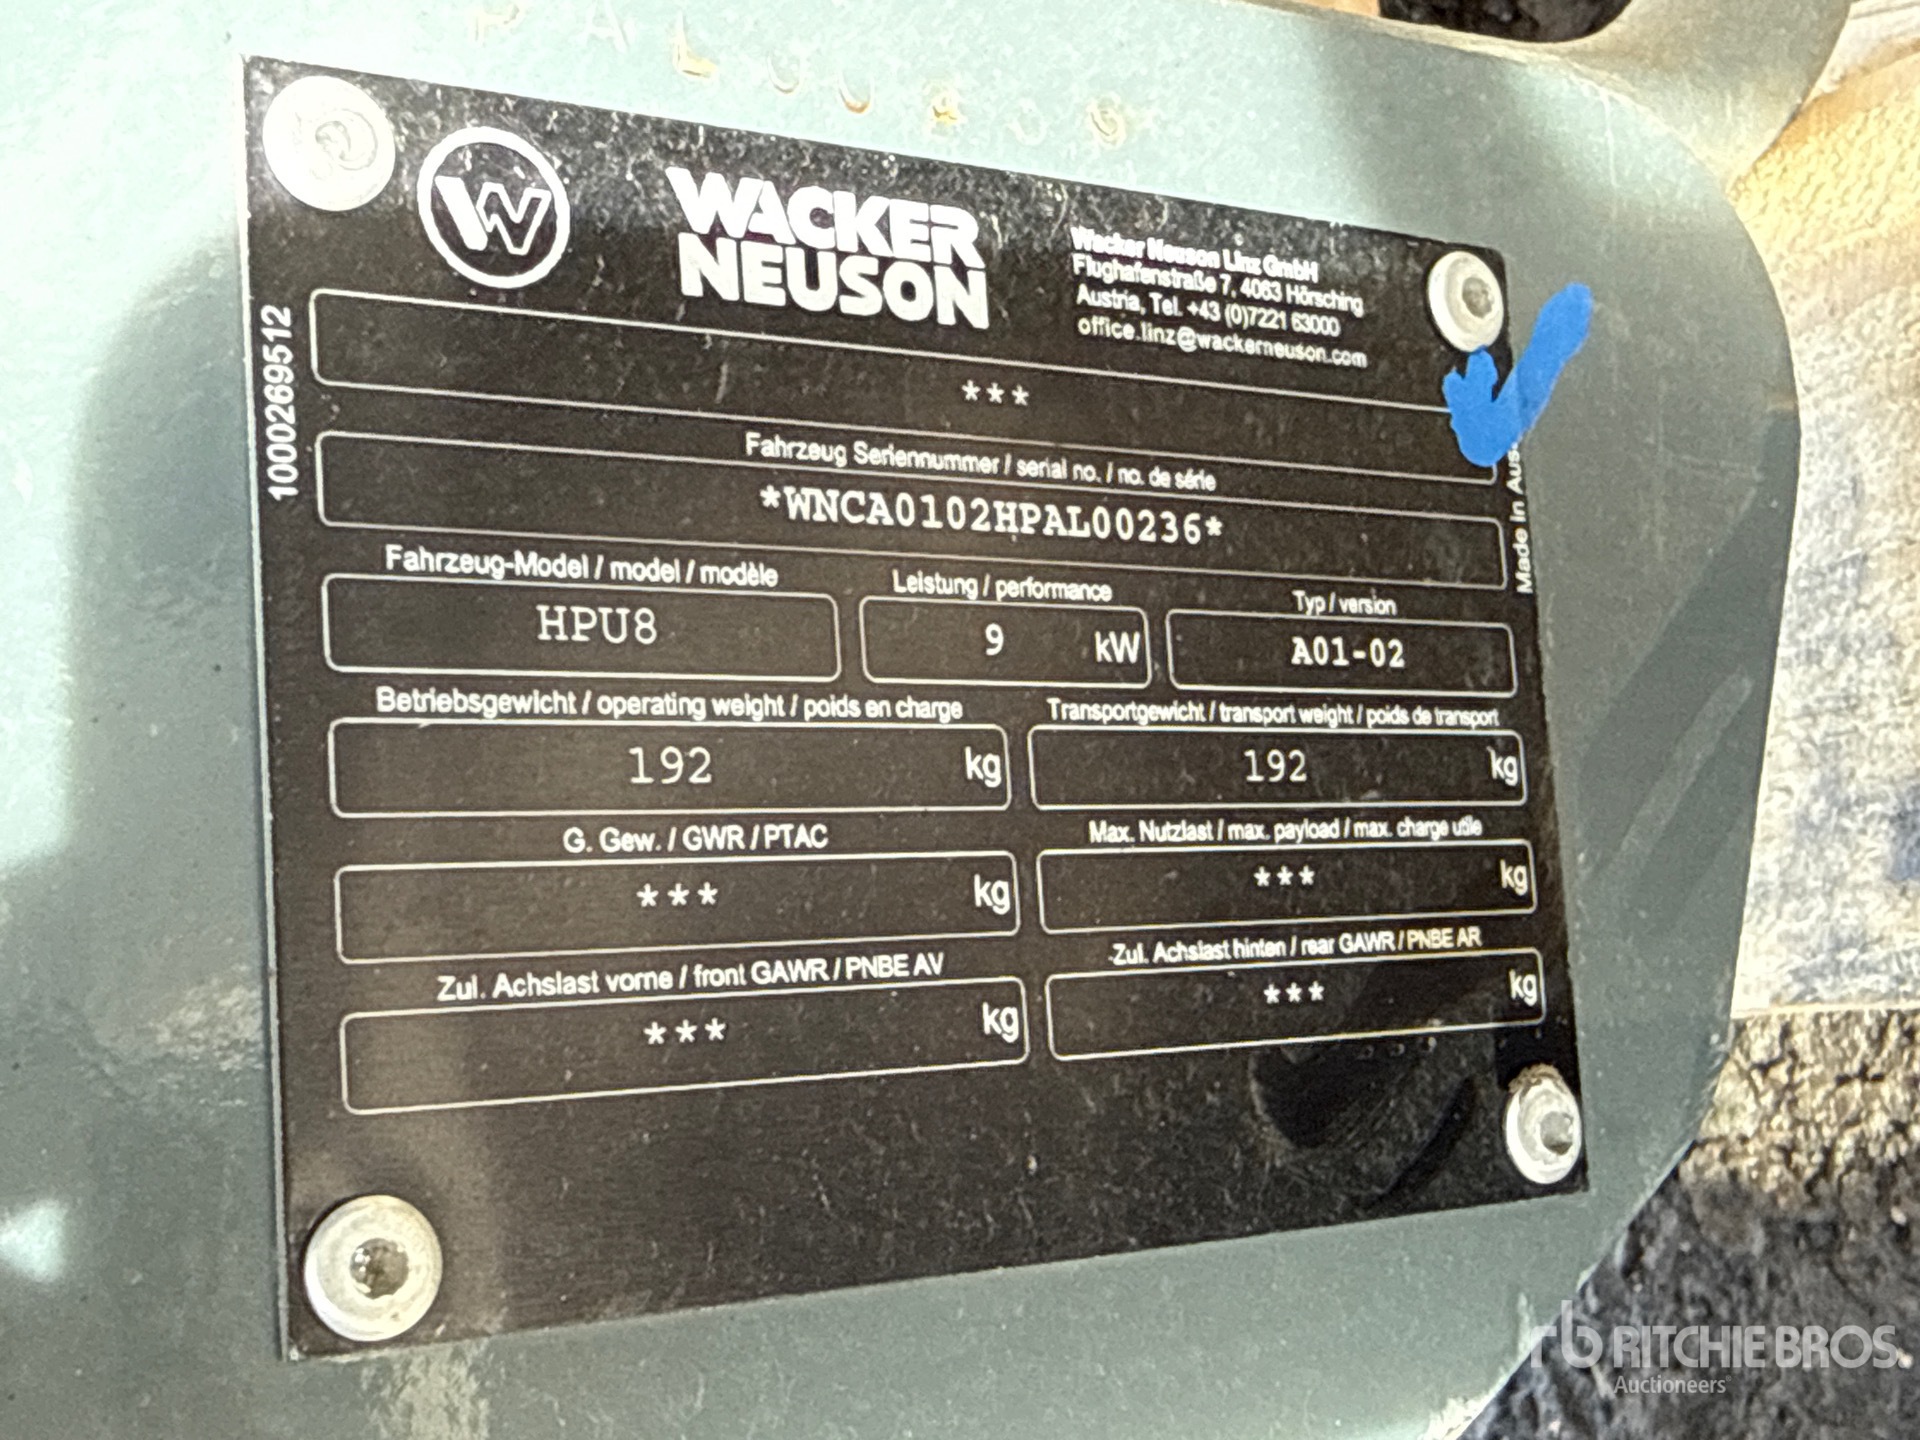 WACKER
NEUSON
Wacker Neuson Linz GmbH
Flughafenstraße 7, 4063 Hörsching
Austria, Tel. +43 (0)7221 63000
office.linz@wackerneuson.com
1000269512
***
Made in Aus
Fahrzeug Seriennummer / serial no. / no. de série
*WNCA0102HPAL00236*
Fahrzeug-Model / model / modèle
HPU8
Leistung / performance
9 kW
Typ / version
A01-02
Betriebsgewicht / operating weight / poids en charge
192 kg
Transportgewicht / transport weight / poids de transport
192 kg
G. Gew. / GWR / PTAC
*** kg
Max. Nutzlast / max. payload / max. charge utile
*** kg
Zul. Achslast vorne / front GAWR / PNBE AV
*** kg
Zul. Achslast hinten / rear GAWR / PNBE AR
*** kg
rb RITCHIE BROS.
Auctioneers